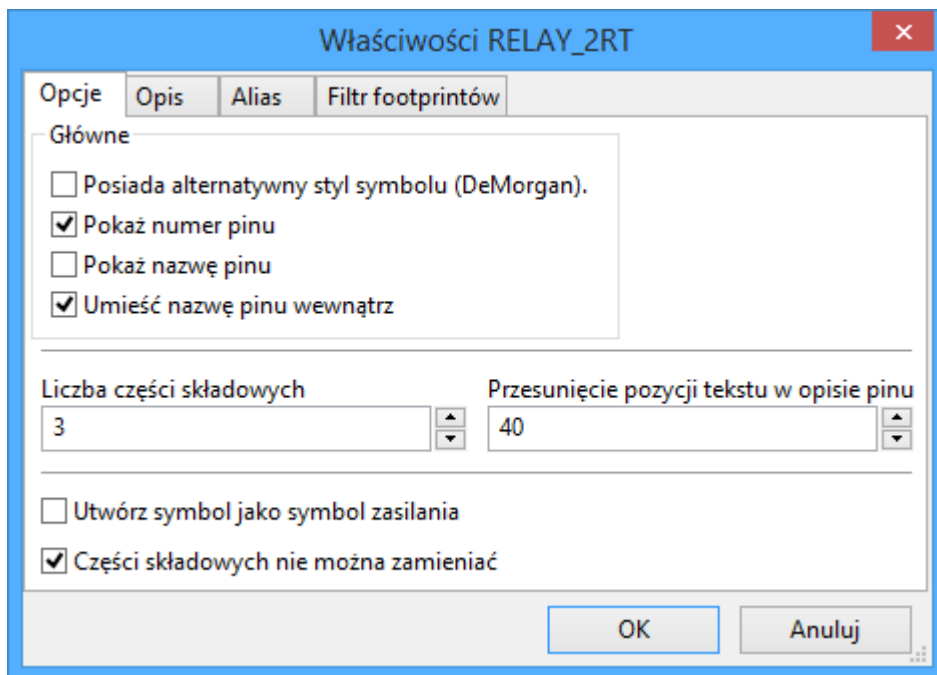 Właściwości RELAY_2RT
Opcje Opis Alias Filtr footprintów
Główne
Posiada alternatywny styl symbolu (DeMorgan).
Pokaż numer pinu
Pokaż nazwę pinu
Umieść nazwę pinu wewnątrz
Liczba części składowych Przesunięcie pozycji tekstu w opisie pinu
3 40
Utwórz symbol jako symbol zasilania
Części składowych nie można zamieniać
OK Anuluj